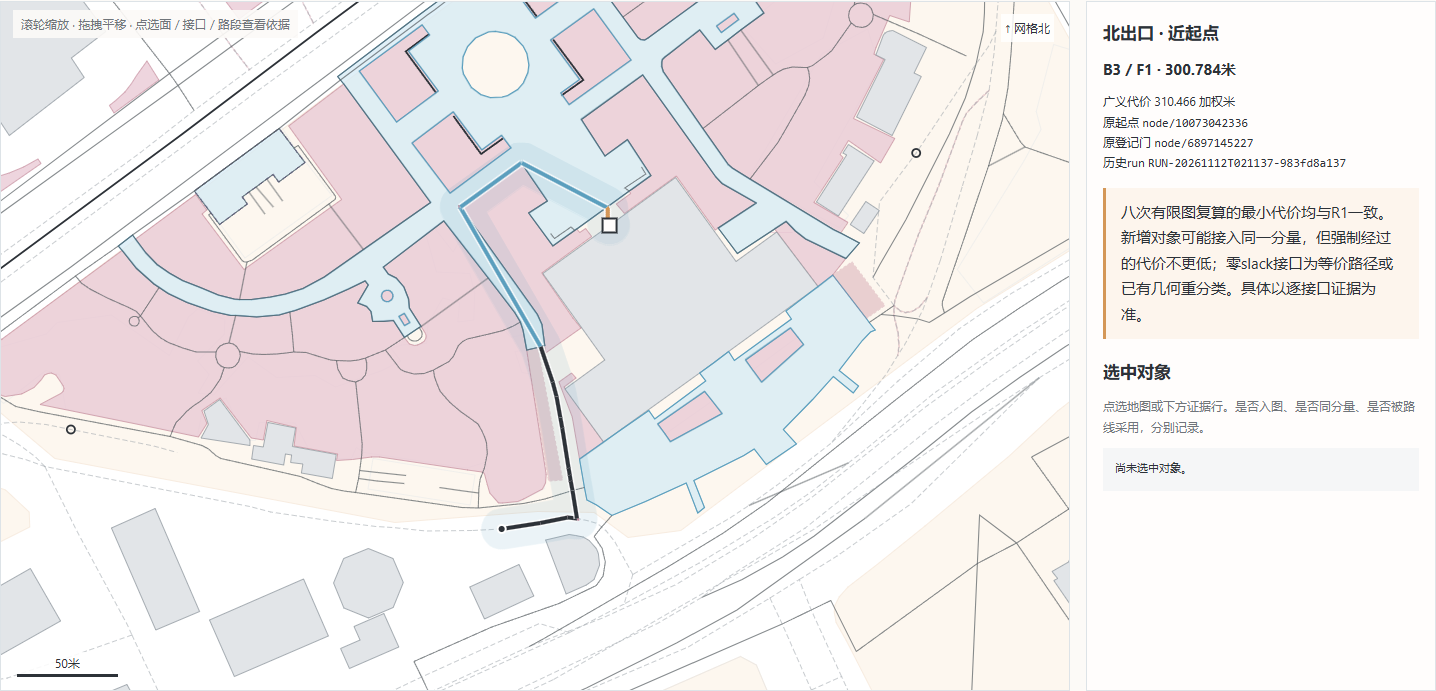 滚轮缩放 · 拖拽平移 · 点选面 / 接口 / 路段查看依据
↑ 网格北
50米
北出口 · 近起点
B3 / F1 · 300.784米
广义代价 310.466 加权米
原起点 node/10073042336
原登记门 node/6897145227
历史run RUN-20261112T021137-983fd8a137
八次有限图复算的最小代价均与R1一致。
新增对象可能接入同一分量，但强制经过
的代价不更低；零slack接口为等价路径或
已有几何重分类。具体以逐接口证据为
准。
选中对象
点选地图或下方证据行。是否入图、是否同分量、是否被路
线采用，分别记录。
尚未选中对象。